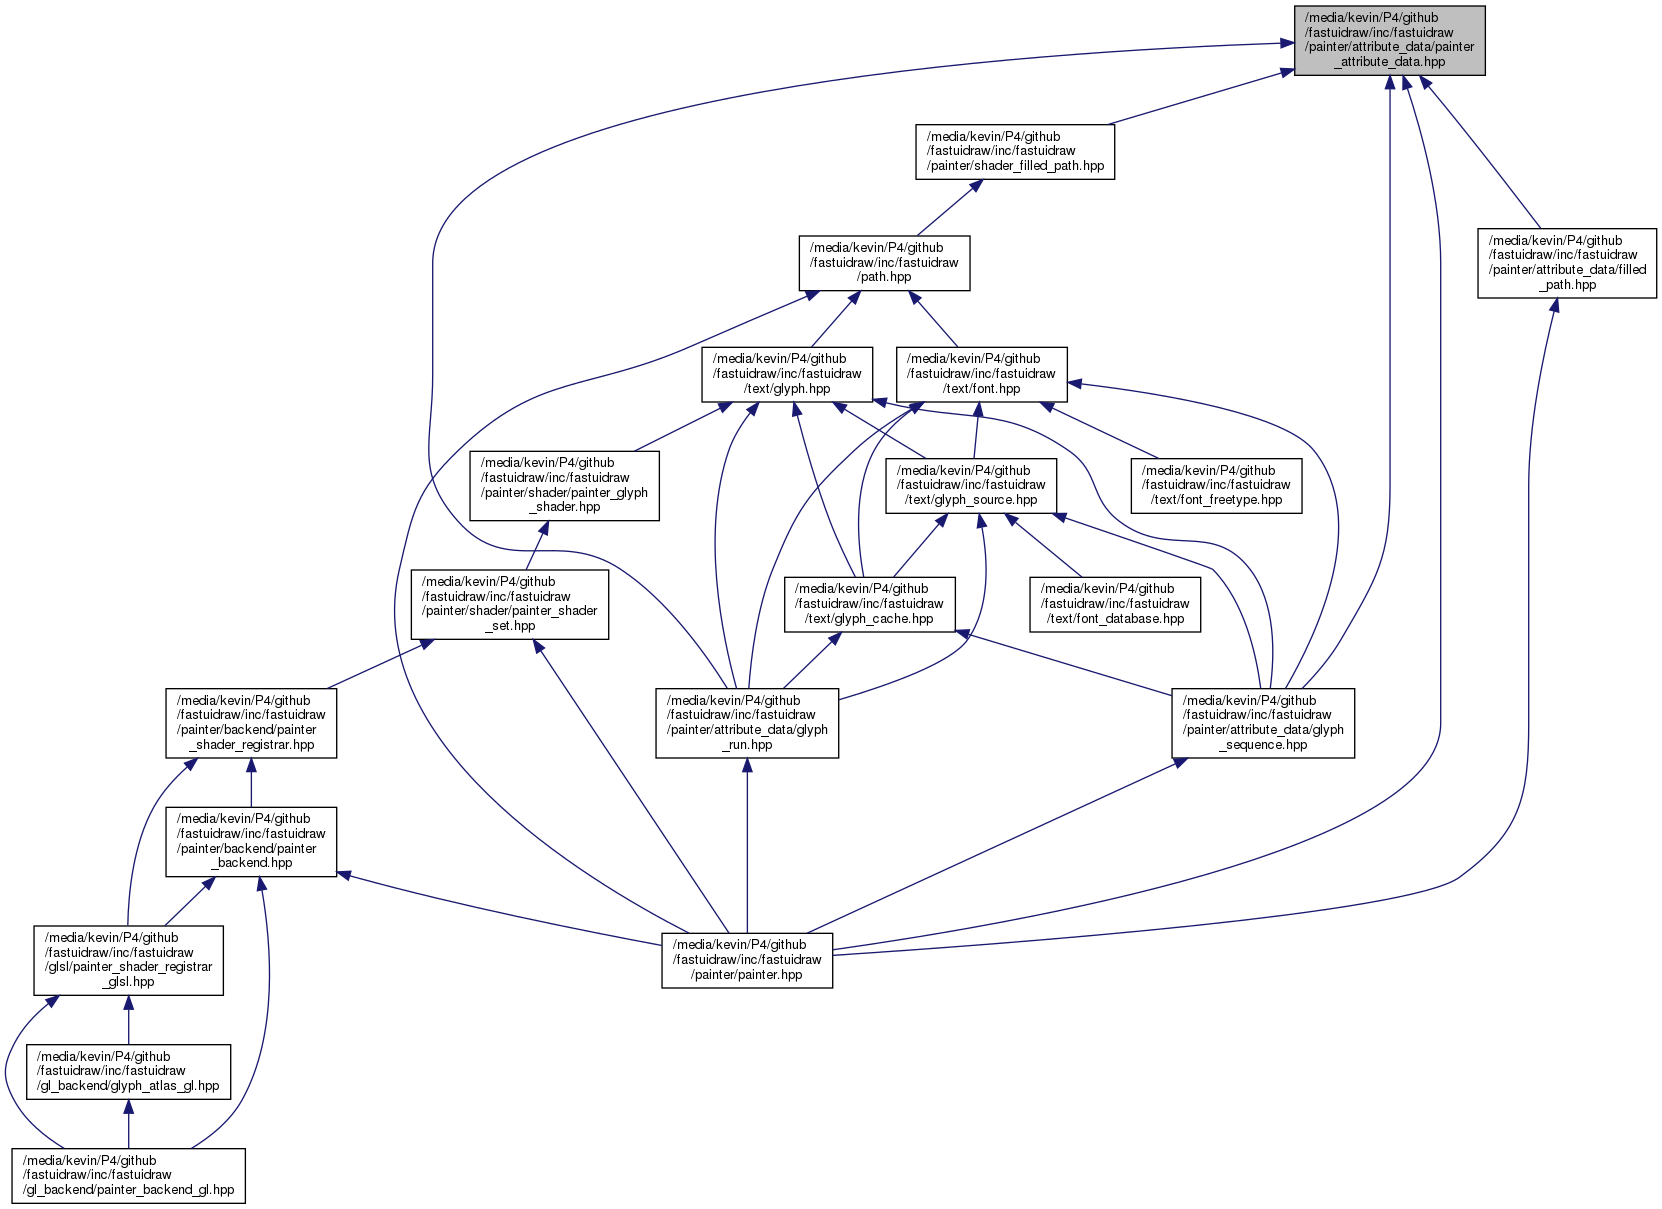 /media/kevin/P4/github
/fastuidraw/inc/fastuidraw
/painter/attribute_data/painter
_attribute_data.hpp
/media/kevin/P4/github
/fastuidraw/inc/fastuidraw
/painter/shader_filled_path.hpp
/media/kevin/P4/github
/fastuidraw/inc/fastuidraw
/path.hpp
/media/kevin/P4/github
/fastuidraw/inc/fastuidraw
/painter/attribute_data/filled
_path.hpp
/media/kevin/P4/github
/fastuidraw/inc/fastuidraw
/text/glyph.hpp
/media/kevin/P4/github
/fastuidraw/inc/fastuidraw
/text/font.hpp
/media/kevin/P4/github
/fastuidraw/inc/fastuidraw
/painter/shader/painter_glyph
_shader.hpp
/media/kevin/P4/github
/fastuidraw/inc/fastuidraw
/text/glyph_source.hpp
/media/kevin/P4/github
/fastuidraw/inc/fastuidraw
/text/font_freetype.hpp
/media/kevin/P4/github
/fastuidraw/inc/fastuidraw
/painter/shader/painter_shader
_set.hpp
/media/kevin/P4/github
/fastuidraw/inc/fastuidraw
/text/glyph_cache.hpp
/media/kevin/P4/github
/fastuidraw/inc/fastuidraw
/text/font_database.hpp
/media/kevin/P4/github
/fastuidraw/inc/fastuidraw
/painter/backend/painter
_shader_registrar.hpp
/media/kevin/P4/github
/fastuidraw/inc/fastuidraw
/painter/attribute_data/glyph
_run.hpp
/media/kevin/P4/github
/fastuidraw/inc/fastuidraw
/painter/attribute_data/glyph
_sequence.hpp
/media/kevin/P4/github
/fastuidraw/inc/fastuidraw
/painter/backend/painter
_backend.hpp
/media/kevin/P4/github
/fastuidraw/inc/fastuidraw
/glsl/painter_shader_registrar
_glsl.hpp
/media/kevin/P4/github
/fastuidraw/inc/fastuidraw
/painter/painter.hpp
/media/kevin/P4/github
/fastuidraw/inc/fastuidraw
/gl_backend/glyph_atlas_gl.hpp
/media/kevin/P4/github
/fastuidraw/inc/fastuidraw
/gl_backend/painter_backend_gl.hpp